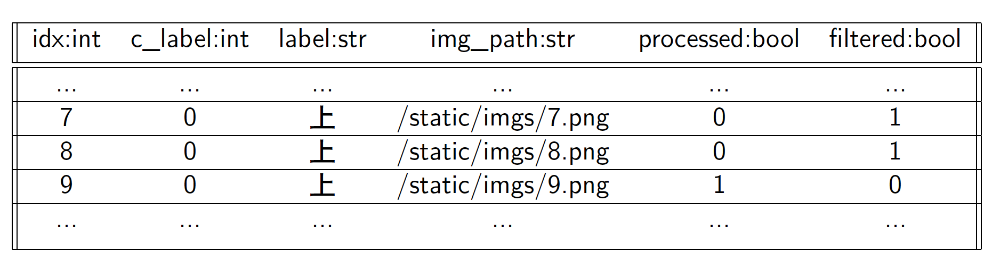 idx:int c_label:int label:str img_path:str processed:bool filtered:bool
... ... ... ... ... ...
7 0 上 /static/imgs/7.png 0 1
8 0 上 /static/imgs/8.png 0 1
9 0 上 /static/imgs/9.png 1 0
... ... ... ... ... ...